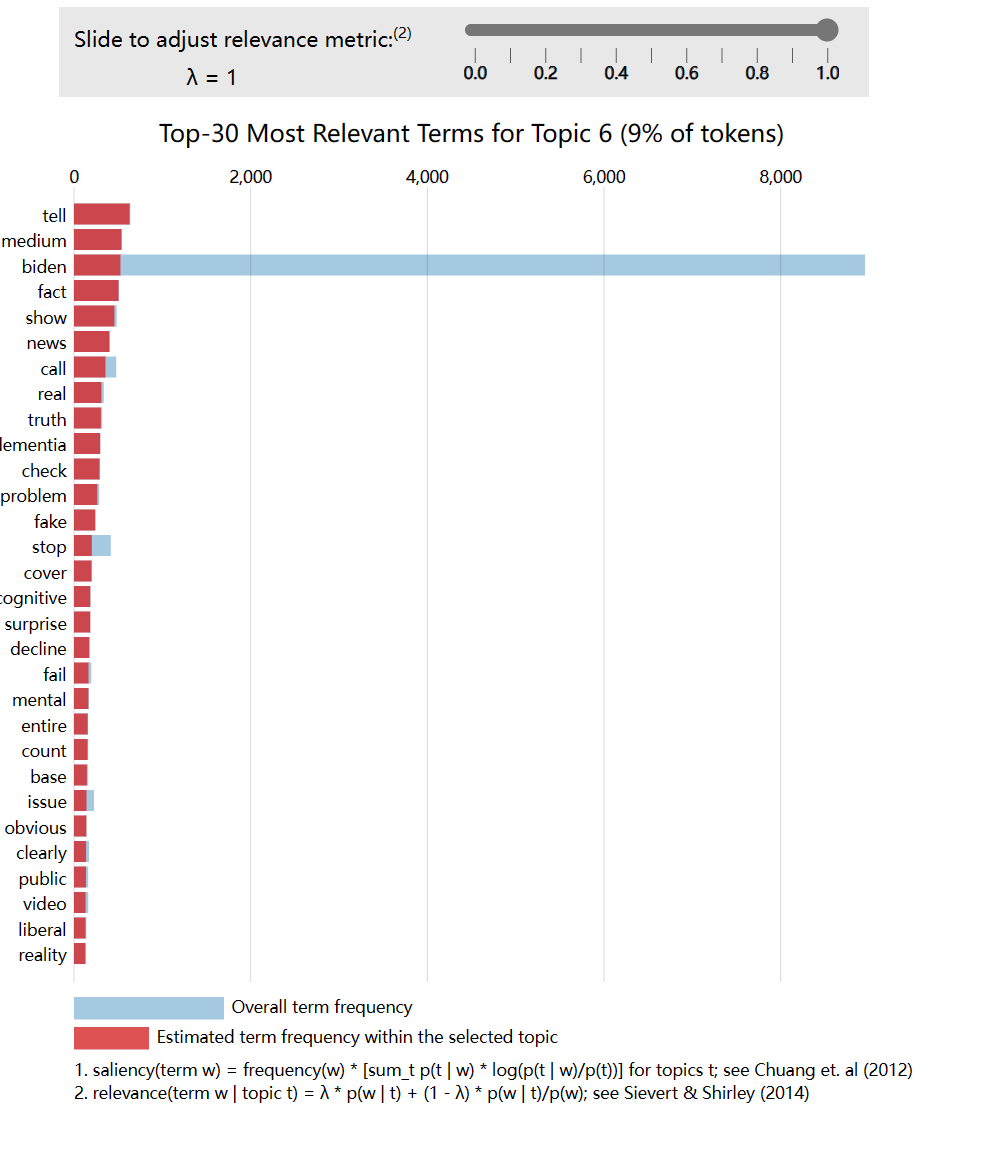 Slide to adjust relevance metric:(2)
λ = 1
0.0 0.2 0.4 0.6 0.8 1.0
Top-30 Most Relevant Terms for Topic 6 (9% of tokens)
0 2,000 4,000 6,000 8,000
tell
medium
biden
fact
show
news
call
real
truth
lementia
check
problem
fake
stop
cover
cognitive
surprise
decline
fail
mental
entire
count
base
issue
obvious
clearly
public
video
liberal
reality
Overall term frequency
Estimated term frequency within the selected topic
1. saliency(term w) = frequency(w) * [sum_t p(t | w) * log(p(t | w)/p(t))] for topics t; see Chuang et. al (2012)
2. relevance(term w | topic t) = λ * p(w | t) + (1 - λ) * p(w | t)/p(w); see Sievert & Shirley (2014)